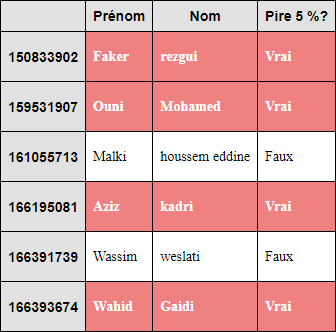 Prénom Nom Pire 5 %?
150833902 Faker rezgui Vrai
159531907 Ouni Mohamed Vrai
161055713 Malki houssem eddine Faux
166195081 Aziz kadri Vrai
166391739 Wassim weslati Faux
166393674 Wahid Gaidi Vrai